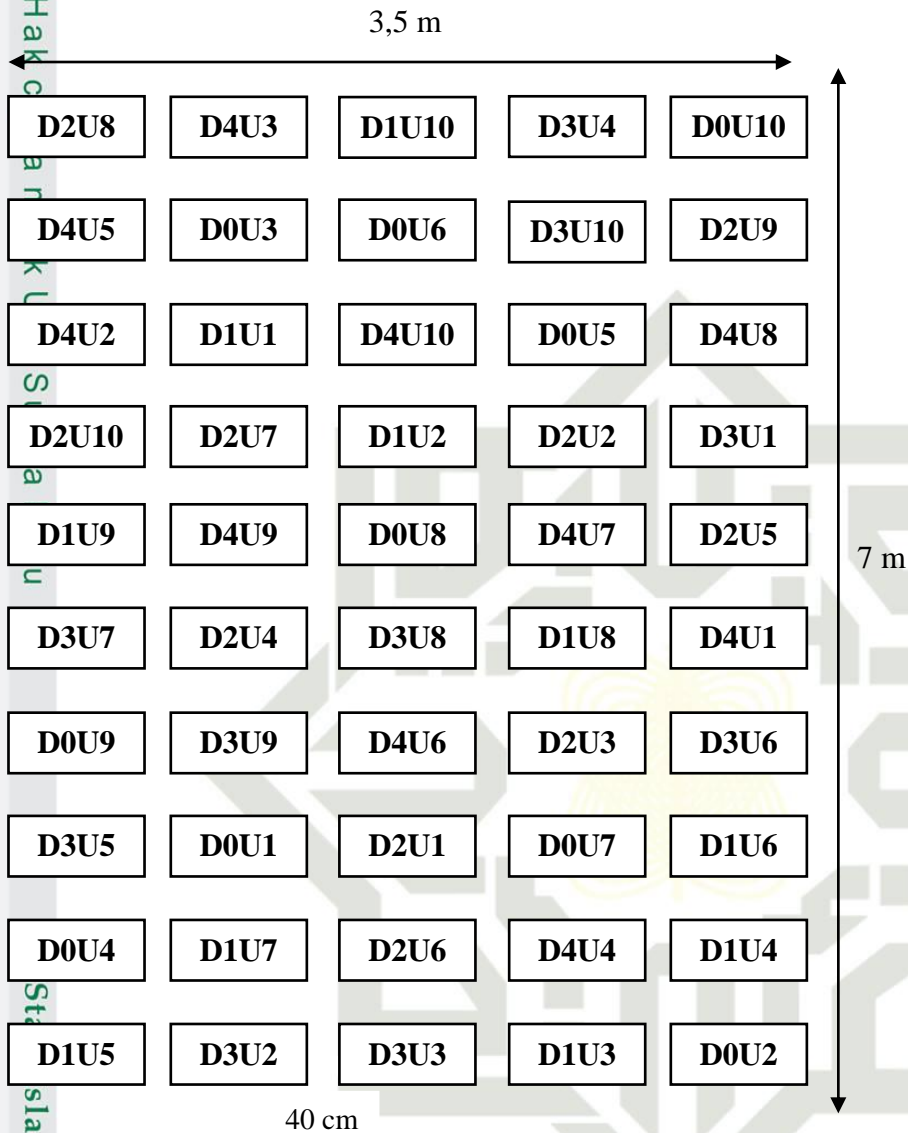 3,5 m
D2U8 D4U3 D1U10 D3U4 D0U10
D4U5 D0U3 D0U6 D3U10 D2U9
D4U2 D1U1 D4U10 D0U5 D4U8
D2U10 D2U7 D1U2 D2U2 D3U1
D1U9 D4U9 D0U8 D4U7 D2U5
7 m
D3U7 D2U4 D3U8 D1U8 D4U1
D0U9 D3U9 D4U6 D2U3 D3U6
D3U5 D0U1 D2U1 D0U7 D1U6
D0U4 D1U7 D2U6 D4U4 D1U4
D1U5 D3U2 D3U3 D1U3 D0U2
40 cm